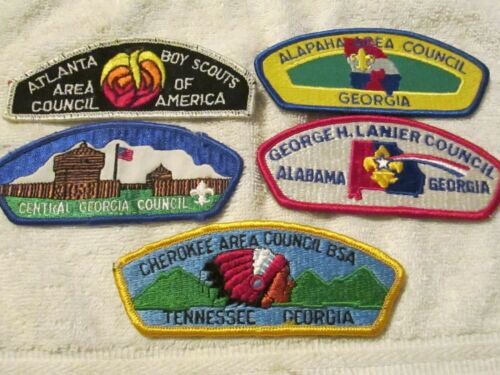 ATLANTA BOY SCOUTS
AREA OF
COUNCIL AMERICA
ALAPAHA AREA COUNCIL
GEORGIA
CENTRAL GEORGIA COUNCIL
GEORGE H. LANIER COUNCIL
ALABAMA GEORGIA
CHEROKEE AREA COUNCIL BSA
TENNESSEE GEORGIA